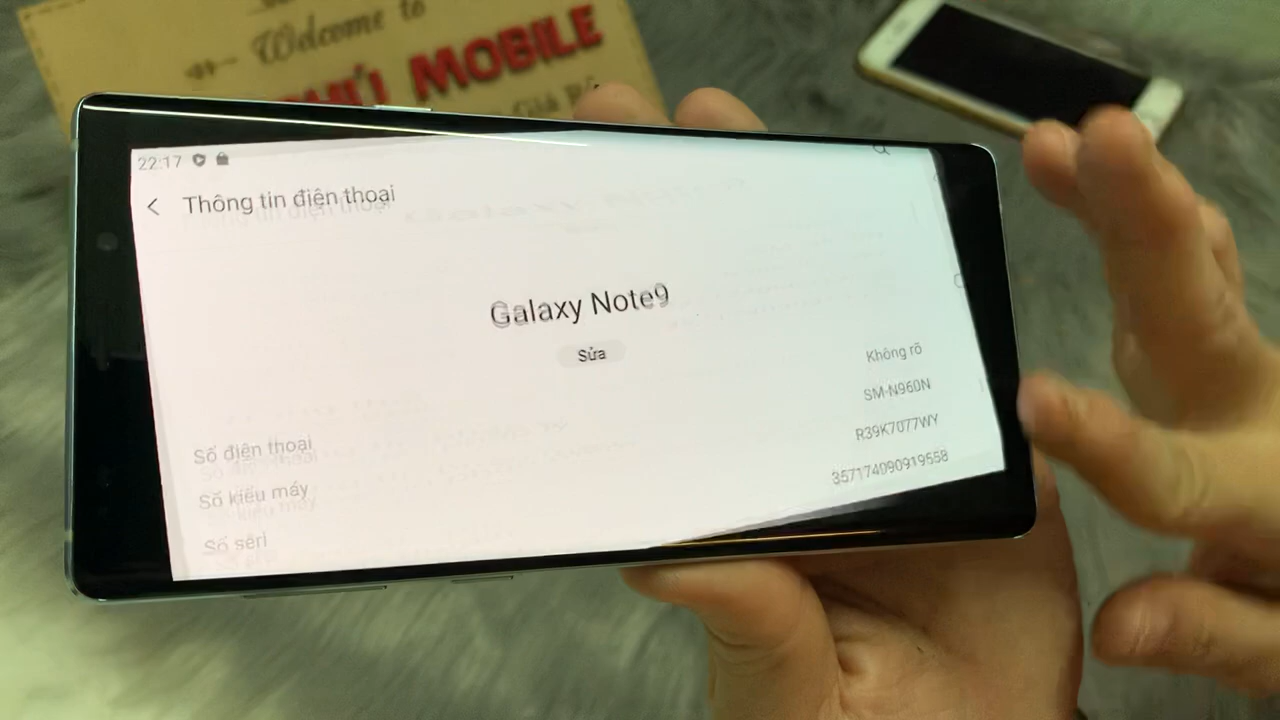 Welcome to
MOBILE
22:17
Thông tin điện thoại
Galaxy Note9
Sửa
Không rõ
Số điện thoại
SM-N960N
Số kiểu máy
R39K7077WY
Số seri
357174090919558